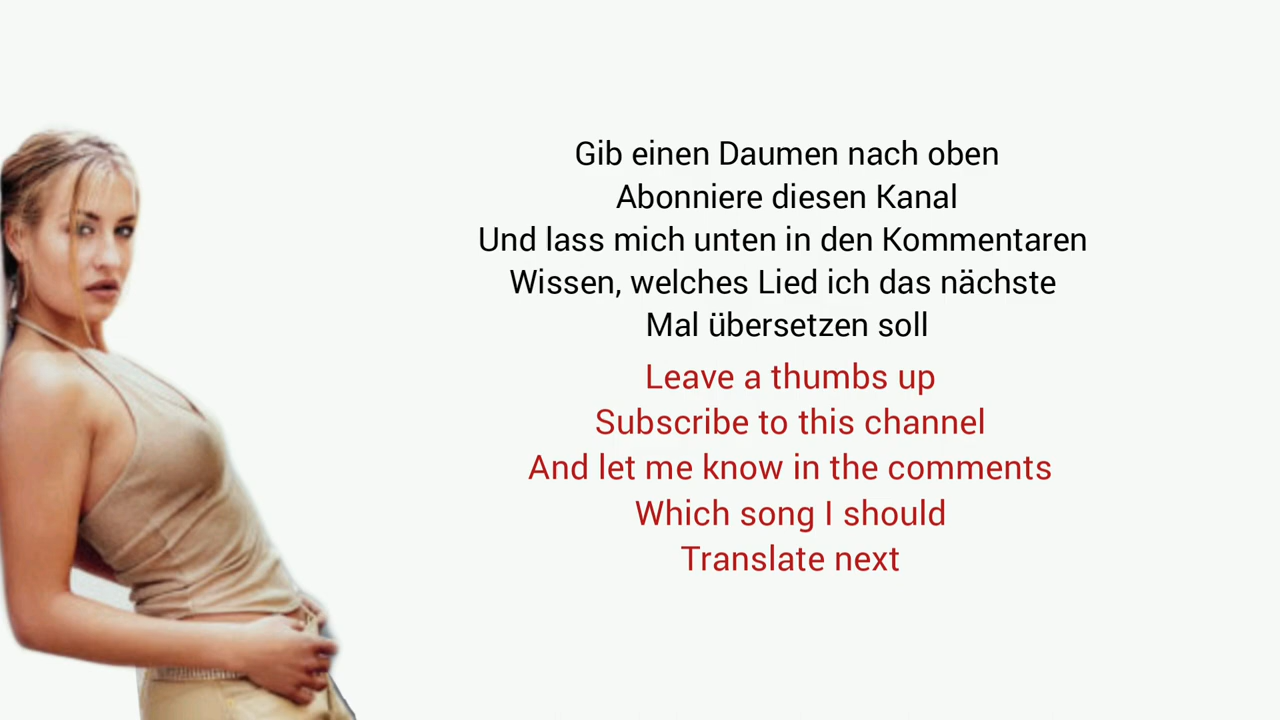 Gib einen Daumen nach oben
Abonniere diesen Kanal
Und lass mich unten in den Kommentaren
Wissen, welches Lied ich das nächste
Mal übersetzen soll
Leave a thumbs up
Subscribe to this channel
And let me know in the comments
Which song I should
Translate next